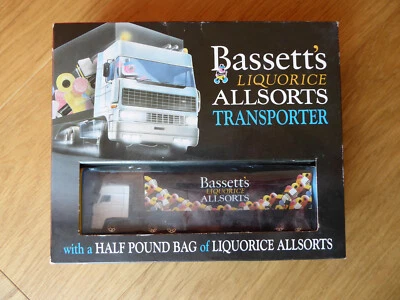 Bassett's
LIQUORICE
ALLSORTS
TRANSPORTER
Bassett's
LIQUORICE
ALLSORTS
with a HALF POUND BAG of LIQUORICE ALLSORTS